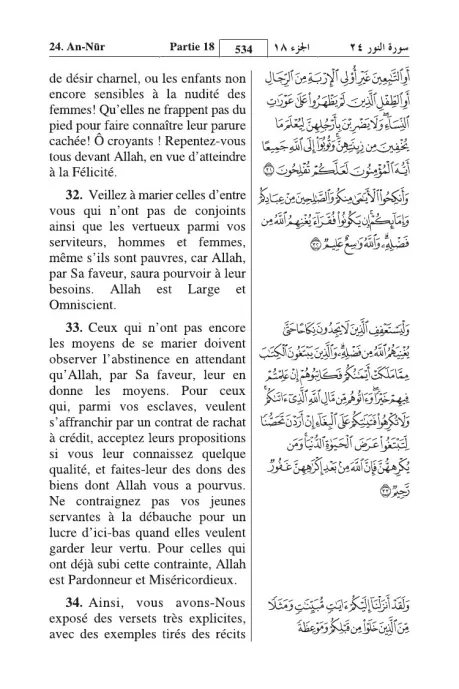 24. An-Nūr Partie 18 534 الجزء ١٨ سورة النور ٢٤
de désir charnel, ou les enfants non
encore sensibles à la nudité des
femmes! Qu'elles ne frappent pas du
pied pour faire connaître leur parure
cachée! Ô croyants ! Repentez-vous
tous devant Allah, en vue d'atteindre
à la Félicité.
32. Veillez à marier celles d'entre
vous qui n'ont pas de conjoints
ainsi que les vertueux parmi vos
serviteurs, hommes et femmes,
même s'ils sont pauvres, car Allah,
par Sa faveur, saura pourvoir à leur
besoins. Allah est Large et
Omniscient.
33. Ceux qui n'ont pas encore
les moyens de se marier doivent
observer l'abstinence en attendant
qu'Allah, par Sa faveur, leur en
donne les moyens. Pour ceux
qui, parmi vos esclaves, veulent
s'affranchir par un contrat de rachat
à crédit, acceptez leurs propositions
si vous leur connaissez quelque
qualité, et faites-leur des dons des
biens dont Allah vous a pourvus.
Ne contraignez pas vos jeunes
servantes à la débauche pour un
lucre d'ici-bas quand elles veulent
garder leur vertu. Pour celles qui
ont déjà subi cette contrainte, Allah
est Pardonneur et Miséricordieux.
34. Ainsi, vous avons-Nous
exposé des versets très explicites,
avec des exemples tirés des récits
أَوِ ٱلتَّٰبِعِينَ غَيْرِ أُوْلِى ٱلْإِرْبَةِ مِنَ ٱلرِّجَالِ
أَوِ ٱلطِّفْلِ ٱلَّذِينَ لَمْ يَظْهَرُوا۟ عَلَىٰ عَوْرَٰتِ
ٱلنِّسَآءِ ۖ وَلَا يَضْرِبْنَ بِأَرْجُلِهِنَّ لِيُعْلَمَ مَا
يُخْفِينَ مِن زِينَتِهِنَّ ۚ وَتُوبُوٓا۟ إِلَى ٱللَّهِ جَمِيعًا
أَيُّهَ ٱلْمُؤْمِنُونَ لَعَلَّكُمْ تُفْلِحُونَ ٣١
وَأَنكِحُوا۟ ٱلْأَيَٰمَىٰ مِنكُمْ وَٱلصَّٰلِحِينَ مِنْ عِبَادِكُمْ
وَإِمَآئِكُمْ ۚ إِن يَكُونُوا۟ فُقَرَآءَ يُغْنِهِمُ ٱللَّهُ مِن
فَضْلِهِۦ ۗ وَٱللَّهُ وَٰسِعٌ عَلِيمٌ ٣٢
وَلْيَسْتَعْفِفِ ٱلَّذِينَ لَا يَجِدُونَ نِكَاحًا حَتَّىٰ
يُغْنِيَهُمُ ٱللَّهُ مِن فَضْلِهِۦ ۗ وَٱلَّذِينَ يَبْتَغُونَ ٱلْكِتَٰبَ
مِمَّا مَلَكَتْ أَيْمَٰنُكُمْ فَكَاتِبُوهُمْ إِنْ عَلِمْتُمْ
فِيهِمْ خَيْرًا ۖ وَءَاتُوهُم مِّن مَّالِ ٱللَّهِ ٱلَّذِىٓ ءَاتَىٰكُمْ ۚ
وَلَا تُكْرِهُوا۟ فَتَيَٰتِكُمْ عَلَى ٱلْبِغَآءِ إِنْ أَرَدْنَ تَحَصُّنًا
لِّتَبْتَغُوا۟ عَرَضَ ٱلْحَيَوٰةِ ٱلدُّنْيَا ۚ وَمَن
يُكْرِههُّنَّ فَإِنَّ ٱللَّهَ مِنۢ بَعْدِ إِكْرَٰهِهِنَّ غَفُورٌ
رَّحِيمٌ ٣٣
وَلَقَدْ أَنزَلْنَآ إِلَيْكُمْ ءَايَٰتٍ مُّبَيِّنَٰتٍ وَمَثَلًا
مِّنَ ٱلَّذِينَ خَلَوْا۟ مِن قَبْلِكُمْ وَمَوْعِظَةً